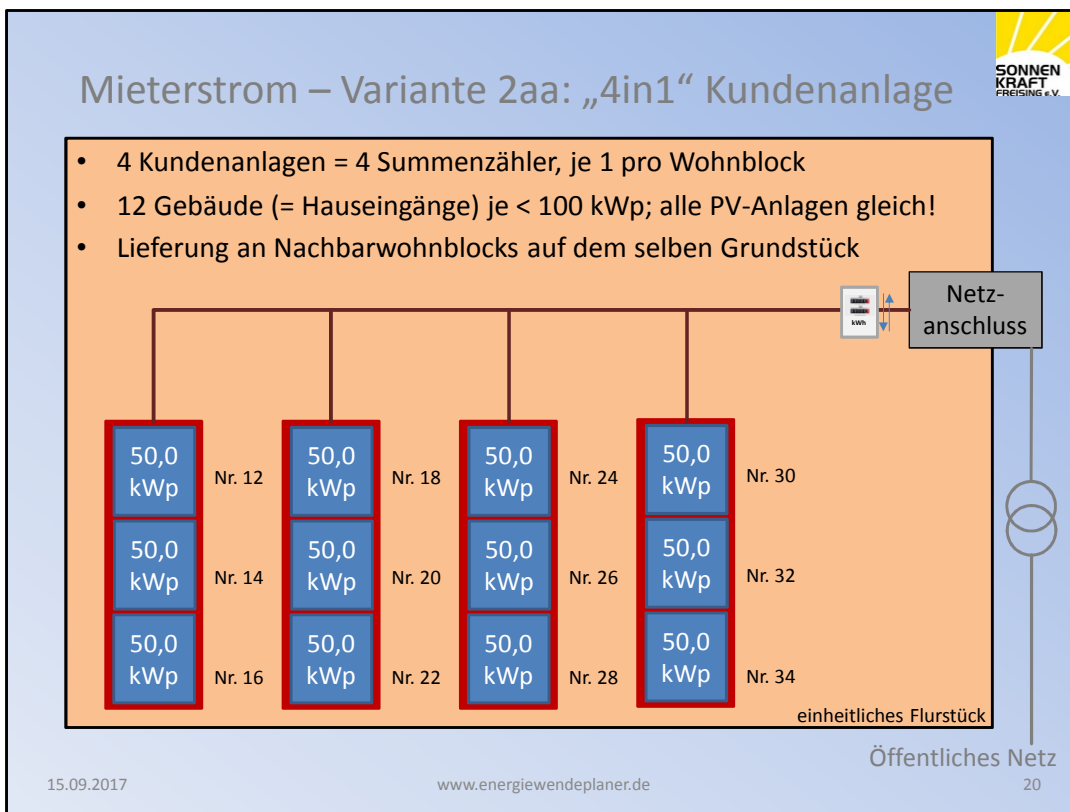 SONNEN
KRAFT
FREISING e.V.
Mieterstrom – Variante 2aa: „4in1“ Kundenanlage
• 4 Kundenanlagen = 4 Summenzähler, je 1 pro Wohnblock
• 12 Gebäude (= Hauseingänge) je < 100 kWp; alle PV-Anlagen gleich!
• Lieferung an Nachbarwohnblocks auf dem selben Grundstück
kWh
Netz-
anschluss
50,0
kWp
Nr. 12
50,0
kWp
Nr. 18
50,0
kWp
Nr. 24
50,0
kWp
Nr. 30
50,0
kWp
Nr. 14
50,0
kWp
Nr. 20
50,0
kWp
Nr. 26
50,0
kWp
Nr. 32
50,0
kWp
Nr. 16
50,0
kWp
Nr. 22
50,0
kWp
Nr. 28
50,0
kWp
Nr. 34
einheitliches Flurstück
Öffentliches Netz
15.09.2017
www.energiewendeplaner.de
20